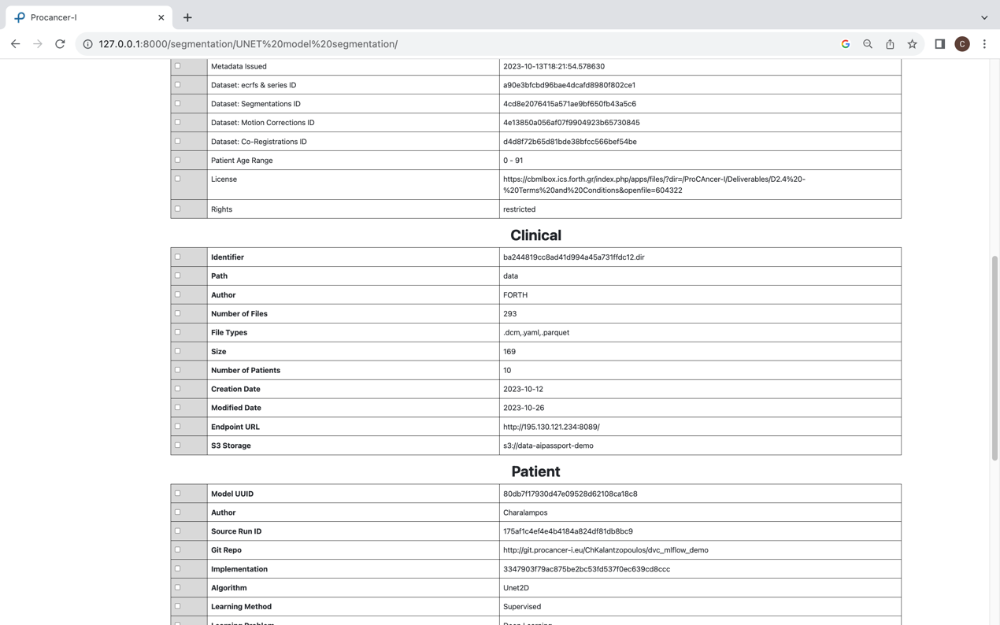 Procancer-I
127.0.0.1:8000/segmentation/UNET%20model%20segmentation/
C
Metadata Issued 2023-10-13T18:21:54.578630
Dataset: ecrfs & series ID a90e3bfcbd96bae4dcafd8980f802ce1
Dataset: Segmentations ID 4cd8e2076415a571ae9bf650fb43a5c6
Dataset: Motion Corrections ID 4e13850a056af07f9904923b65730845
Dataset: Co-Registrations ID d4d8f72b65d81bde38bfcc566bef54be
Patient Age Range 0 - 91
License https://cbmlbox.ics.forth.gr/index.php/apps/files/?dir=/ProCAncer-I/Deliverables/D2.4%20-
%20Terms%20and%20Conditions&openfile=604322
Rights restricted
Clinical
Identifier ba244819cc8ad41d994a45a731ffdc12.dir
Path data
Author FORTH
Number of Files 293
File Types .dcm,.yaml,.parquet
Size 169
Number of Patients 10
Creation Date 2023-10-12
Modified Date 2023-10-26
Endpoint URL http://195.130.121.234:8089/
S3 Storage s3://data-aipassport-demo
Patient
Model UUID 80db7f17930d47e09528d62108ca18c8
Author Charalampos
Source Run ID 175af1c4ef4e4b4184a824df81db8bc9
Git Repo http://git.procancer-i.eu/ChKalantzopoulos/dvc_mlflow_demo
Implementation 3347903f79ac875be2bc53fd537f0ec639cd8ccc
Algorithm Unet2D
Learning Method Supervised
Learning Problem Deep Learning